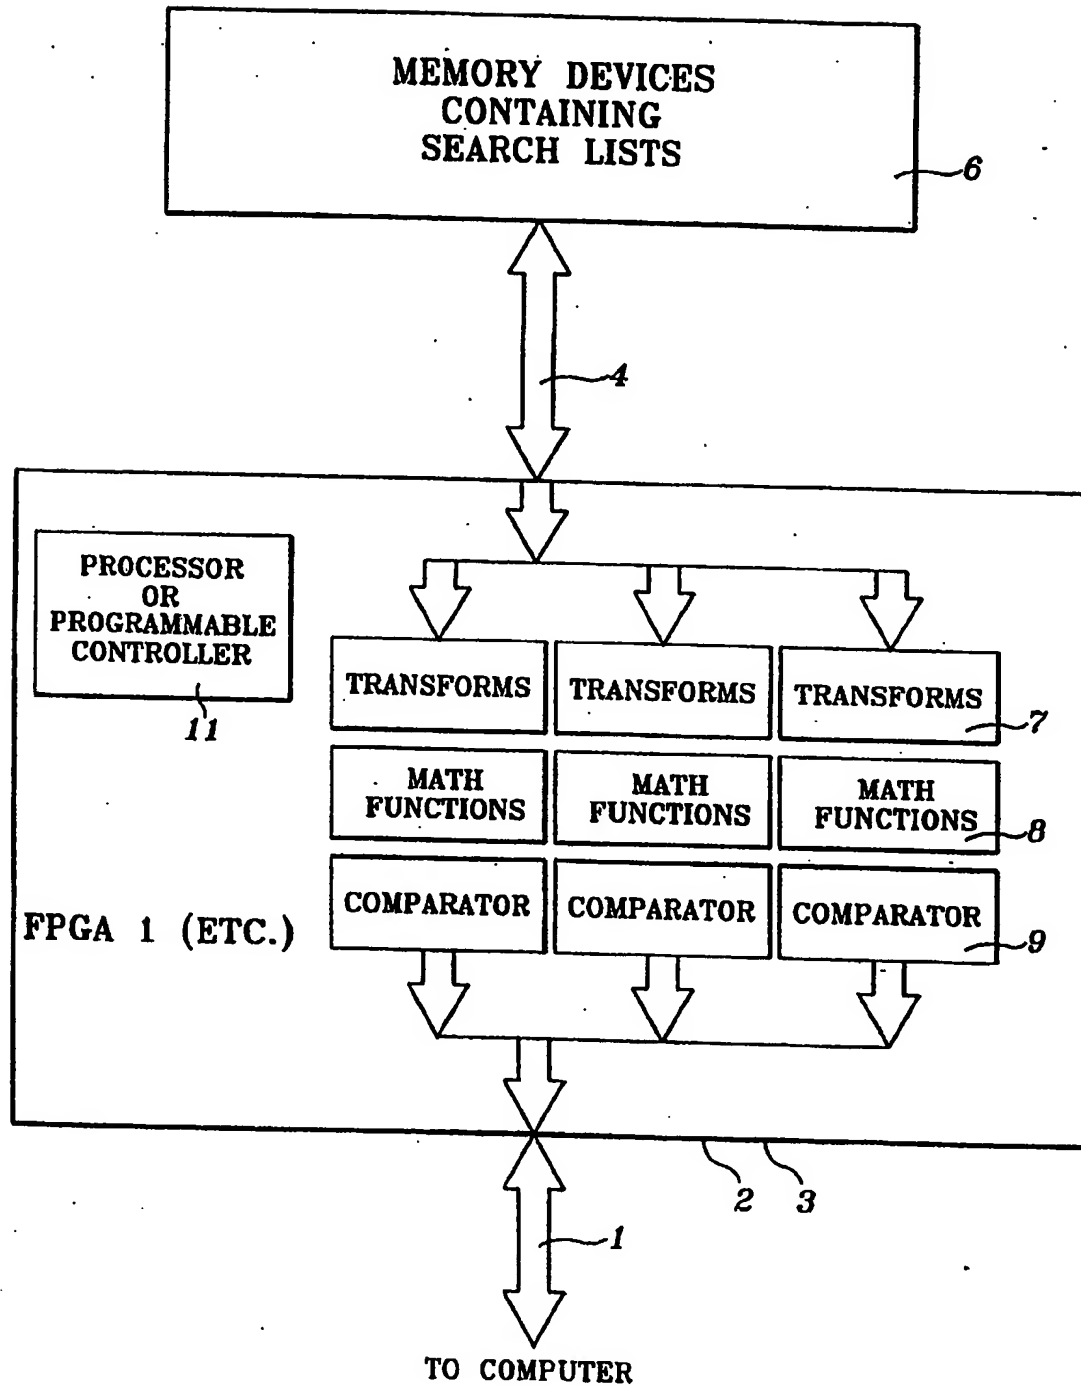 MEMORY DEVICES
CONTAINING
SEARCH LISTS
6
4
PROCESSOR
OR
PROGRAMMABLE
CONTROLLER
11
TRANSFORMS TRANSFORMS TRANSFORMS
7
MATH
FUNCTIONS
MATH
FUNCTIONS
MATH
FUNCTIONS
8
COMPARATOR COMPARATOR COMPARATOR
9
FPGA 1 (ETC.)
2 3
1
TO COMPUTER